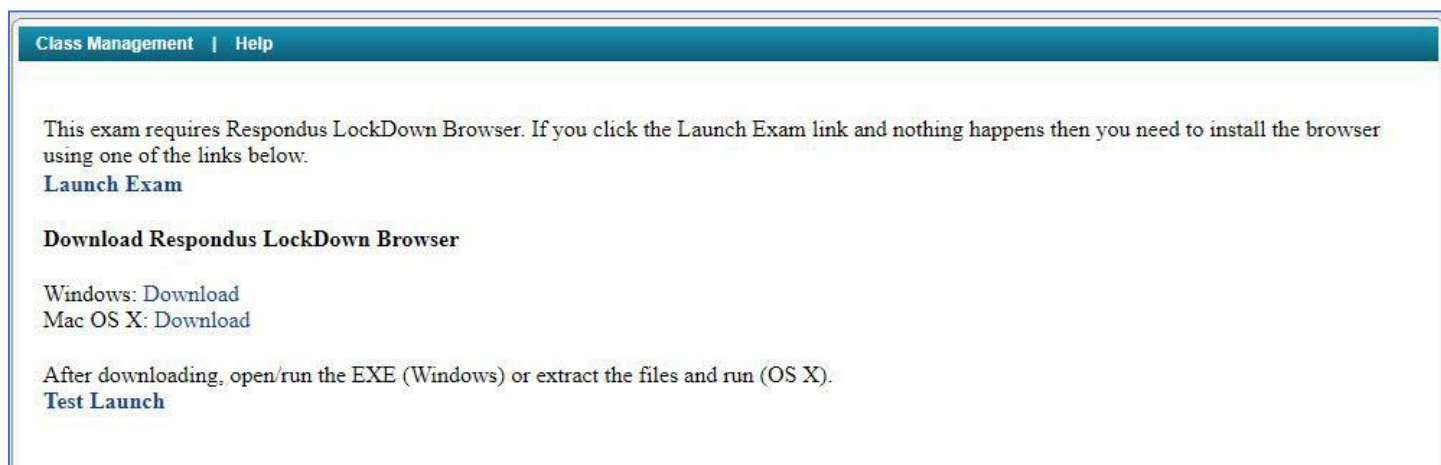 Class Management | Help
This exam requires Respondus LockDown Browser. If you click the Launch Exam link and nothing happens then you need to install the browser
using one of the links below.
Launch Exam
Download Respondus LockDown Browser
Windows: Download
Mac OS X: Download
After downloading, open/run the EXE (Windows) or extract the files and run (OS X).
Test Launch